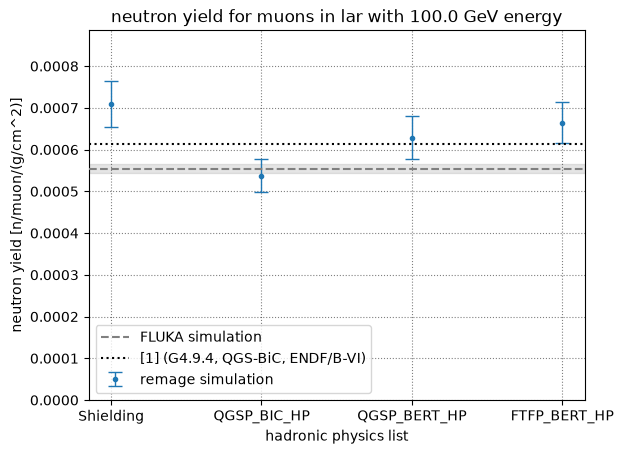 neutron yield for muons in lar with 100.0 GeV energy
neutron yield [n/muon/(g/cm^2)]
0.0008
0.0007
0.0006
0.0005
0.0004
0.0003
0.0002
0.0001
0.0000
FLUKA simulation
[1] (G4.9.4, QGS-BiC, ENDF/B-VI)
remage simulation
Shielding QGSP_BIC_HP QGSP_BERT_HP FTFP_BERT_HP
hadronic physics list